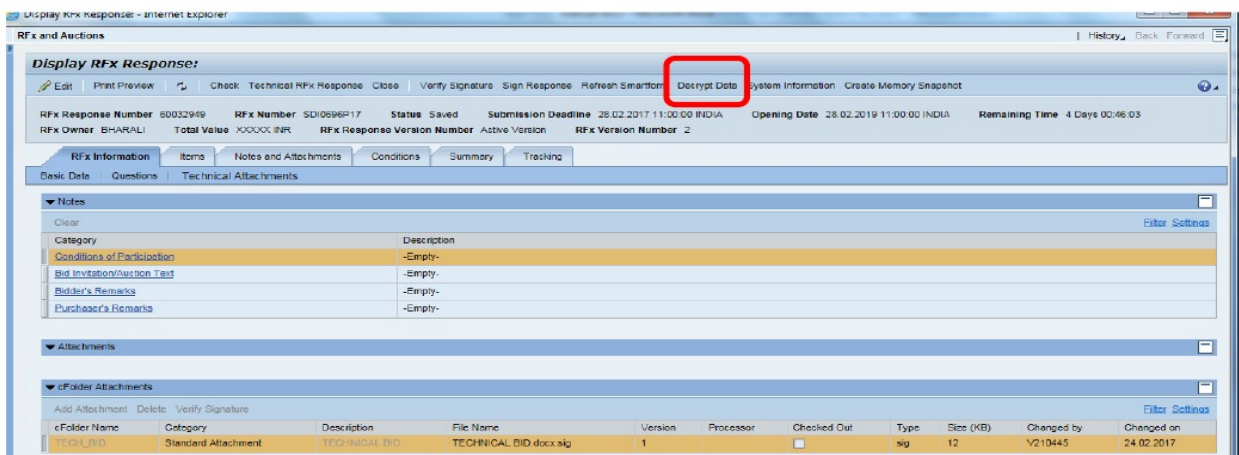 Display RFx Response: - Internet Explorer
RFx and Auctions
History Back Forward
Display RFx Response:
Edit Print Preview Check Technical RFx Response Close Verify Signature Sign Response Refresh Smartform Decrypt Data System Information Create Memory Snapshot
RFx Response Number 60032949 RFx Number SDI0696P17 Status Saved Submission Deadline 28.02.2017 11:00:00 INDIA Opening Date 28.02.2019 11:00:00 INDIA Remaining Time 4 Days 00:46:03
RFx Owner BHARALI Total Value XXXXX INR RFx Response Version Number Active Version RFx Version Number 2
RFx Information Items Notes and Attachments Conditions Summary Tracking
Basic Data Questions Technical Attachments
Notes
Clear Filter Settings
Category Description
Conditions of Participation -Empty-
Bid Invitation/Auction Text -Empty-
Bidder's Remarks -Empty-
Purchaser's Remarks -Empty-
Attachments
cFolder Attachments
Add Attachment Delete Verify Signature Filter Settings
cFolder Name Category Description File Name Version Processor Checked Out Type Size (KB) Changed by Changed on
TECH_BID Standard Attachment TECHNICAL BID TECHNICAL BID.docx.sig 1 sig 12 V210445 24.02.2017